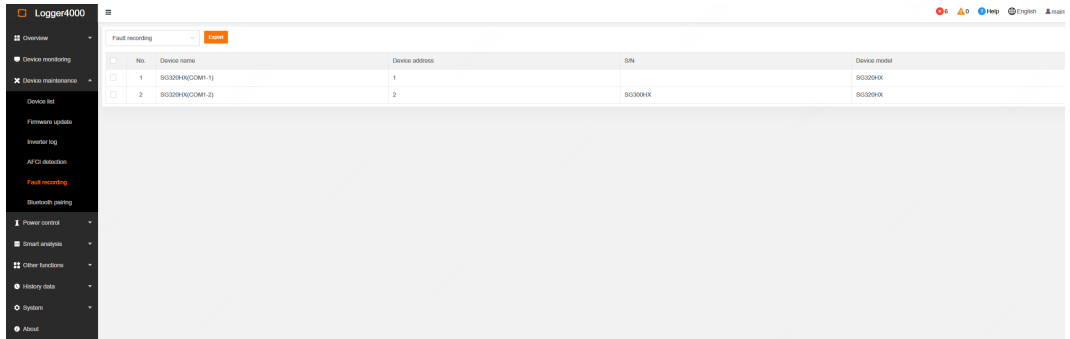 Logger4000
6
0
Help
English
main
Overview
Device monitoring
Device maintenance
Device list
Firmware update
Inverter log
AFCI detection
Fault recording
Bluetooth pairing
Power control
Smart analysis
Other functions
History data
System
About
Fault recording
Export
No. Device name Device address S/N Device model
1 SG320HX(COM1-1) 1 SG320HX
2 SG320HX(COM1-2) 2 SG300HX SG320HX